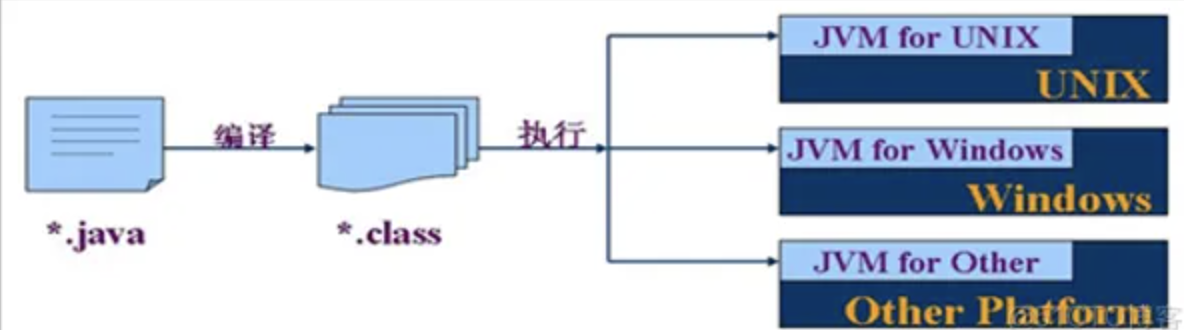 *.java
编译
*.class
执行
JVM for UNIX
UNIX
JVM for Windows
Windows
JVM for Other
Other Platform